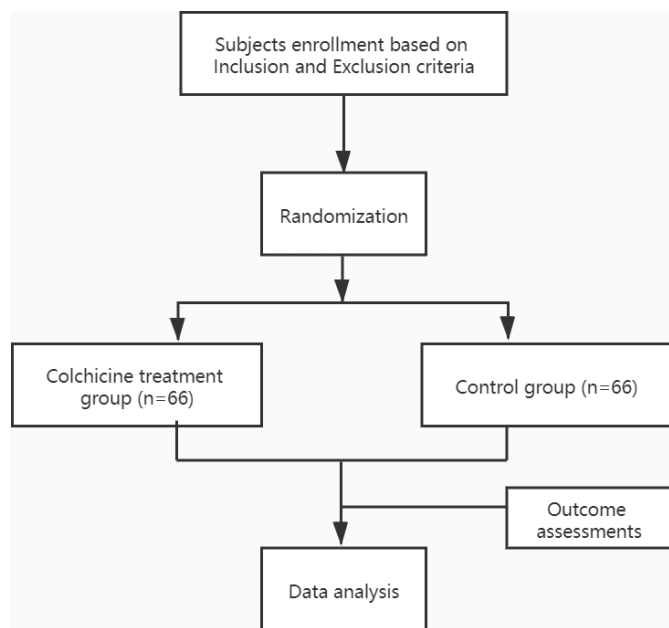 Subjects enrollment based on
Inclusion and Exclusion criteria
Randomization
Colchicine treatment
group (n=66)
Control group (n=66)
Outcome
assessments
Data analysis